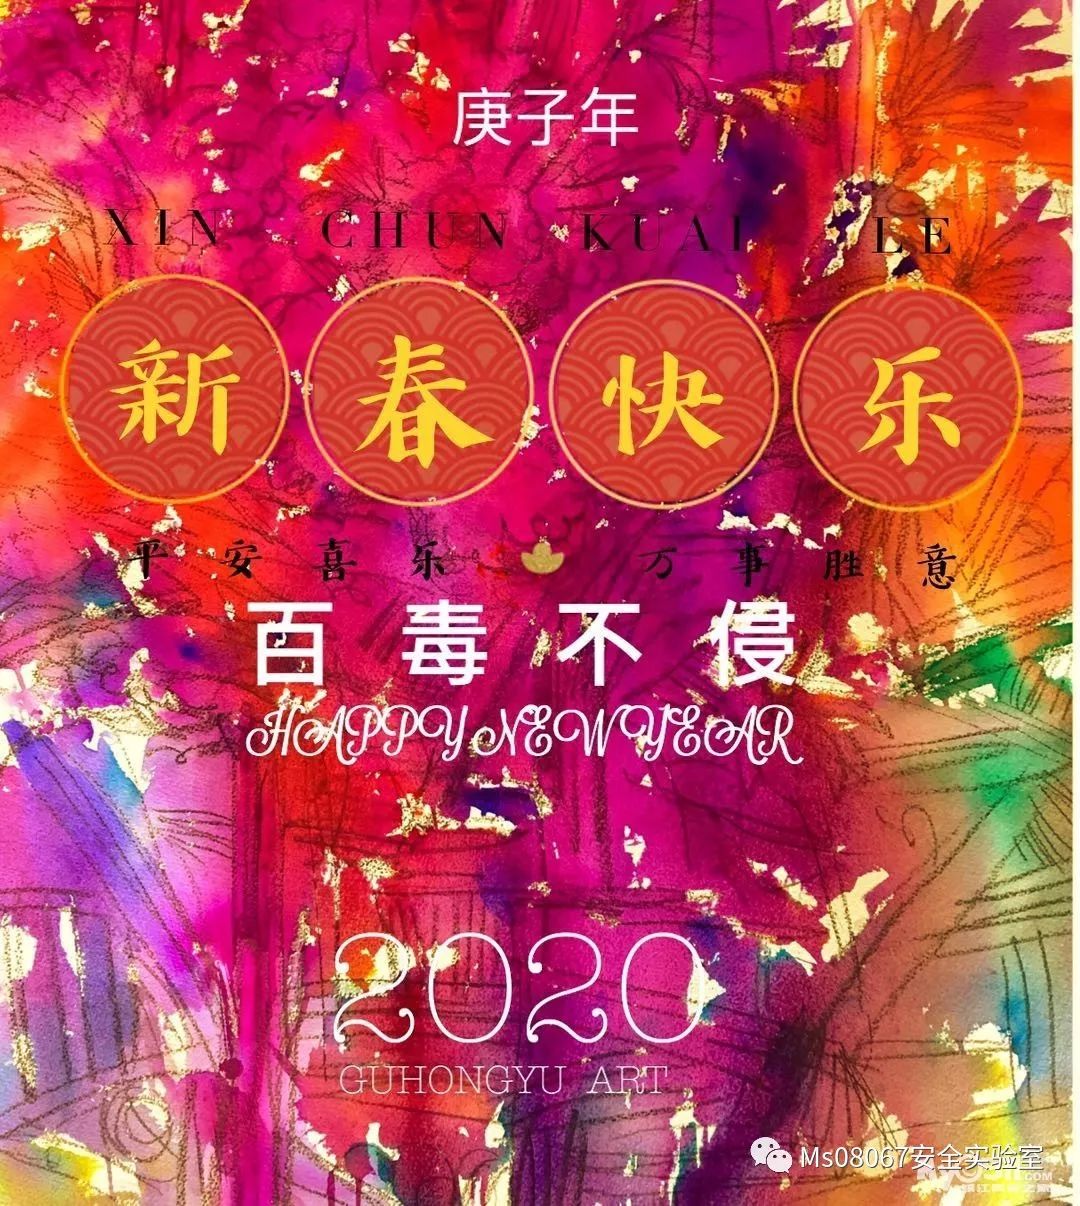 庚子年
XIN CHUN KUAI LE
新春快乐
平安喜乐 万事胜意
百毒不侵
HAPPY NEW YEAR
2020
GUHONGYU ART
Ms08067安全实验室